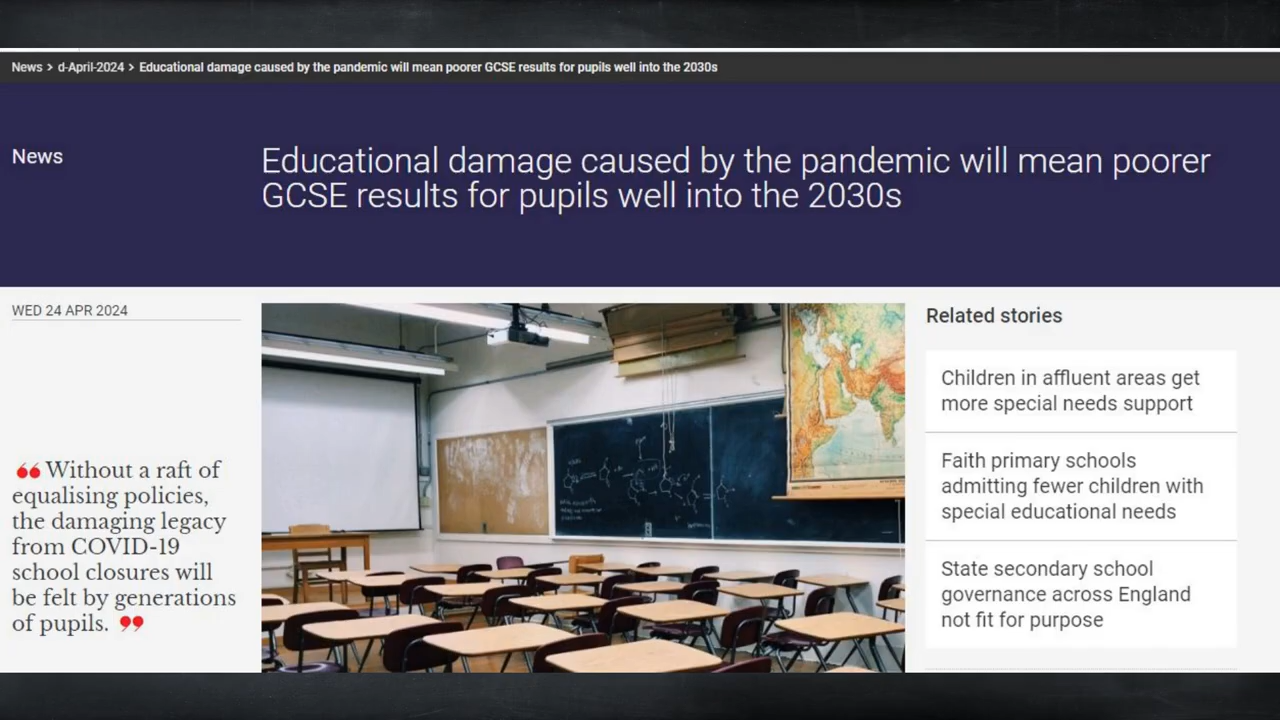 News > d-April-2024 > Educational damage caused by the pandemic will mean poorer GCSE results for pupils well into the 2030s
News
Educational damage caused by the pandemic will mean poorer
GCSE results for pupils well into the 2030s
WED 24 APR 2024
❝ Without a raft of
equalising policies,
the damaging legacy
from COVID-19
school closures will
be felt by generations
of pupils. ❞
Related stories
Children in affluent areas get
more special needs support
Faith primary schools
admitting fewer children with
special educational needs
State secondary school
governance across England
not fit for purpose